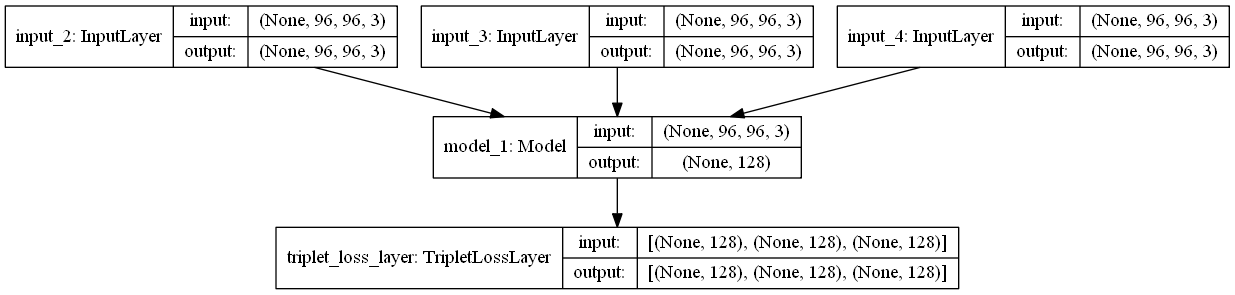 input_2: InputLayer
input:
(None, 96, 96, 3)
output:
(None, 96, 96, 3)
input_3: InputLayer
input:
(None, 96, 96, 3)
output:
(None, 96, 96, 3)
input_4: InputLayer
input:
(None, 96, 96, 3)
output:
(None, 96, 96, 3)
model_1: Model
input:
(None, 96, 96, 3)
output:
(None, 128)
triplet_loss_layer: TripletLossLayer
input:
[(None, 128), (None, 128), (None, 128)]
output:
[(None, 128), (None, 128), (None, 128)]